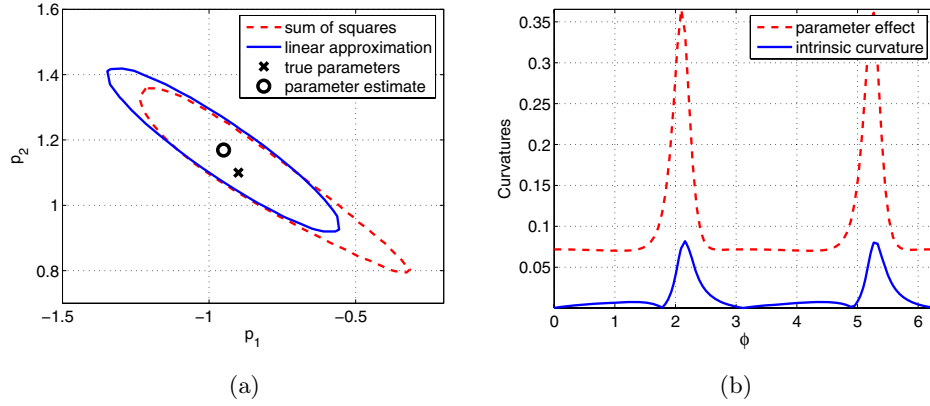 sum of squares
linear approximation
true parameters
parameter estimate
1.6
1.4
1.2
1
0.8
p2
−1.5
−1
−0.5
p1
(a)
parameter effect
intrinsic curvature
0.35
0.3
0.25
0.2
0.15
0.1
0.05
Curvatures
0
1
2
3
4
5
6
ϕ
(b)